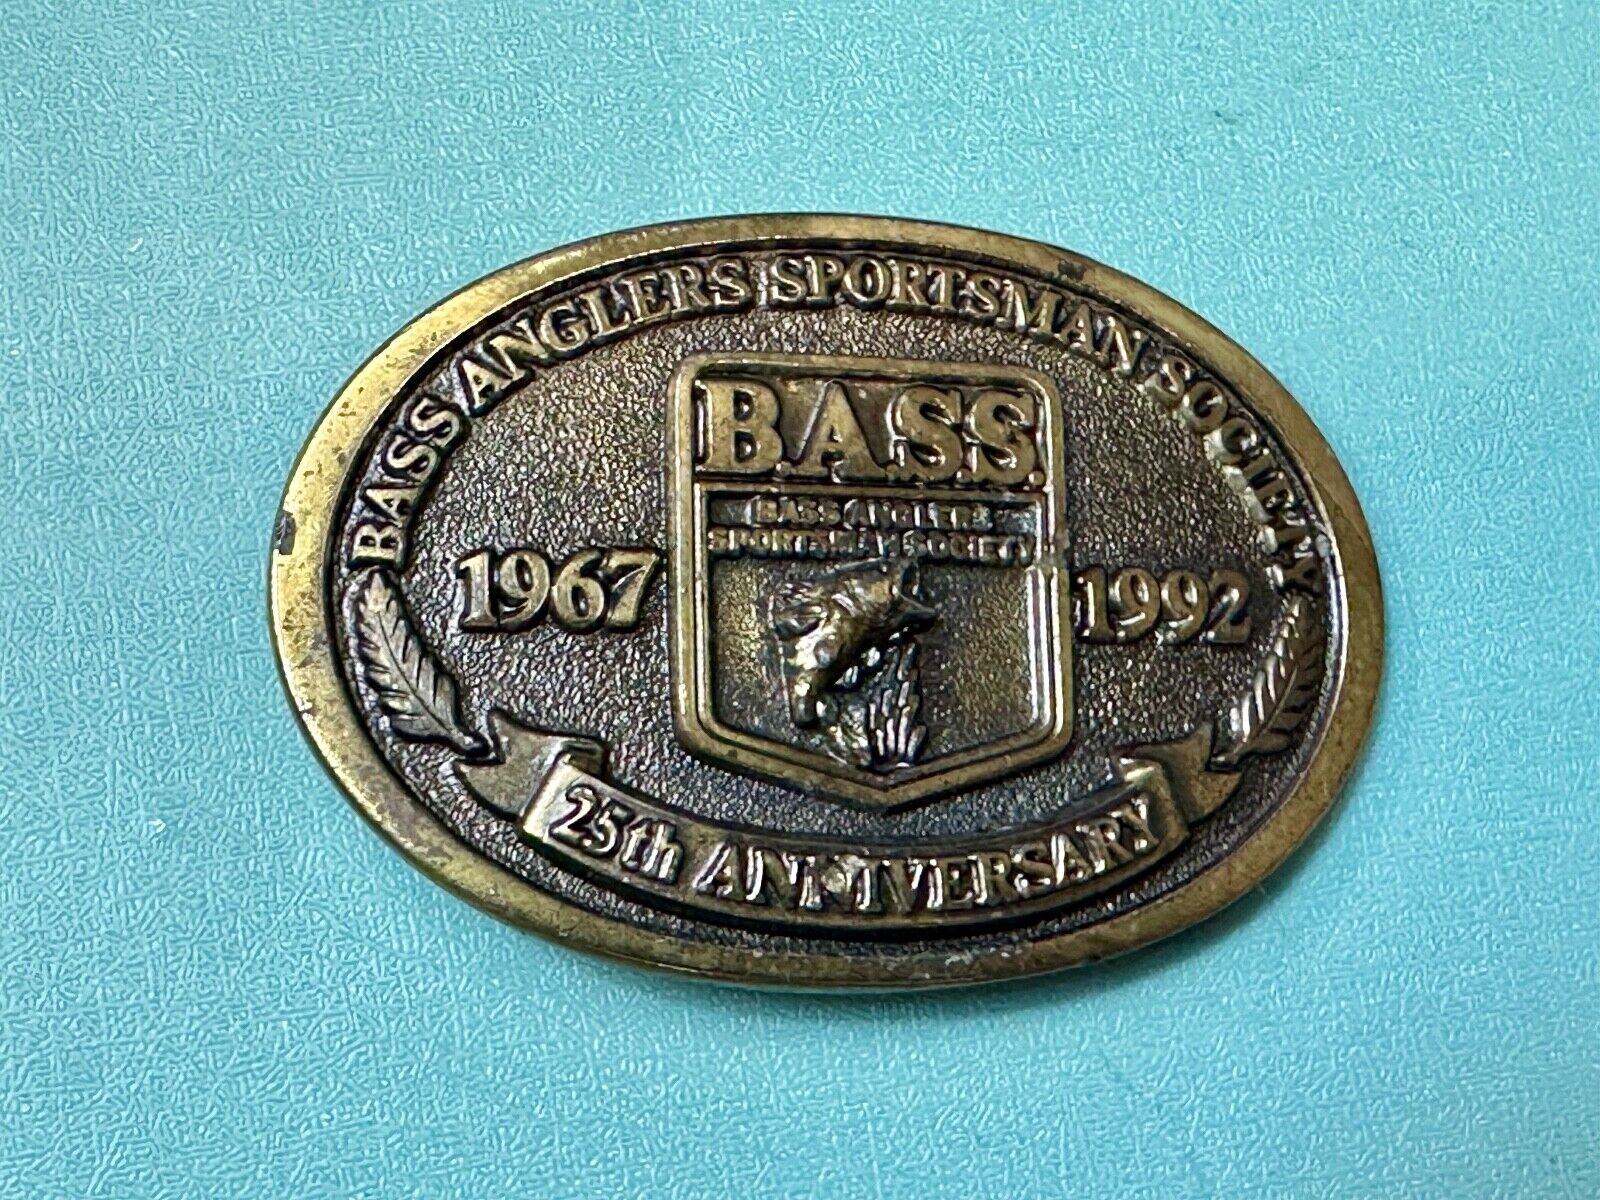 BASS ANGLERS SPORTSMAN SOCIETY
B.A.S.S.
BASS ANGLERS
SPORTSMAN SOCIETY
1967
1992
25th ANNIVERSARY